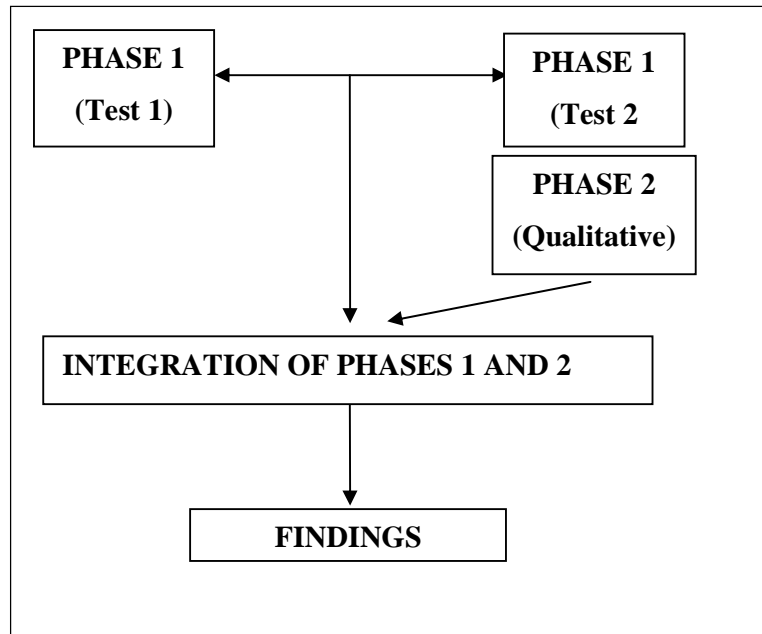 PHASE 1
(Test 1)
PHASE 1
(Test 2
PHASE 2
(Qualitative)
INTEGRATION OF PHASES 1 AND 2
FINDINGS